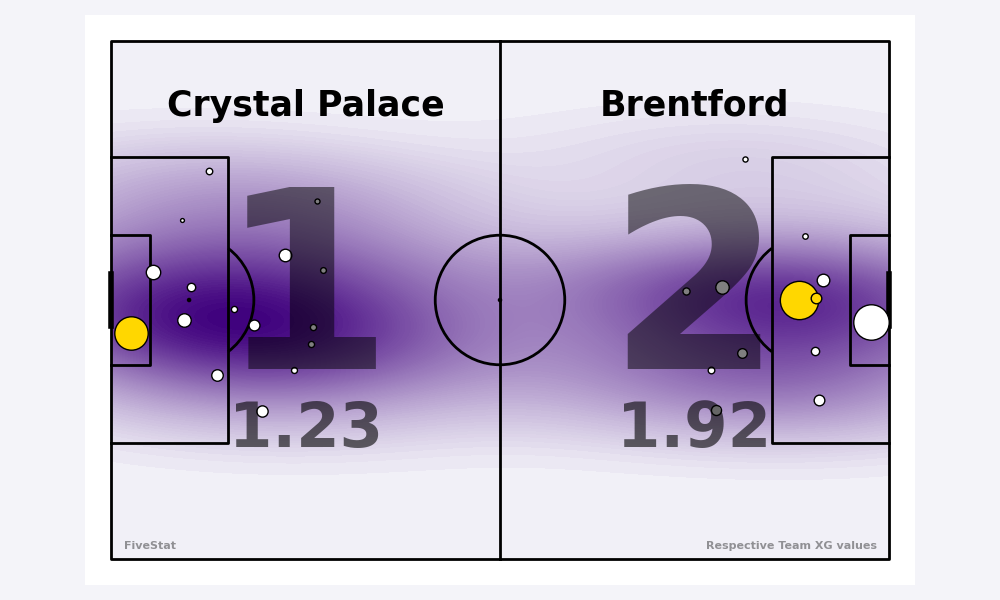 Crystal Palace
Brentford
1
2
1.23
1.92
FiveStat
Respective Team XG values